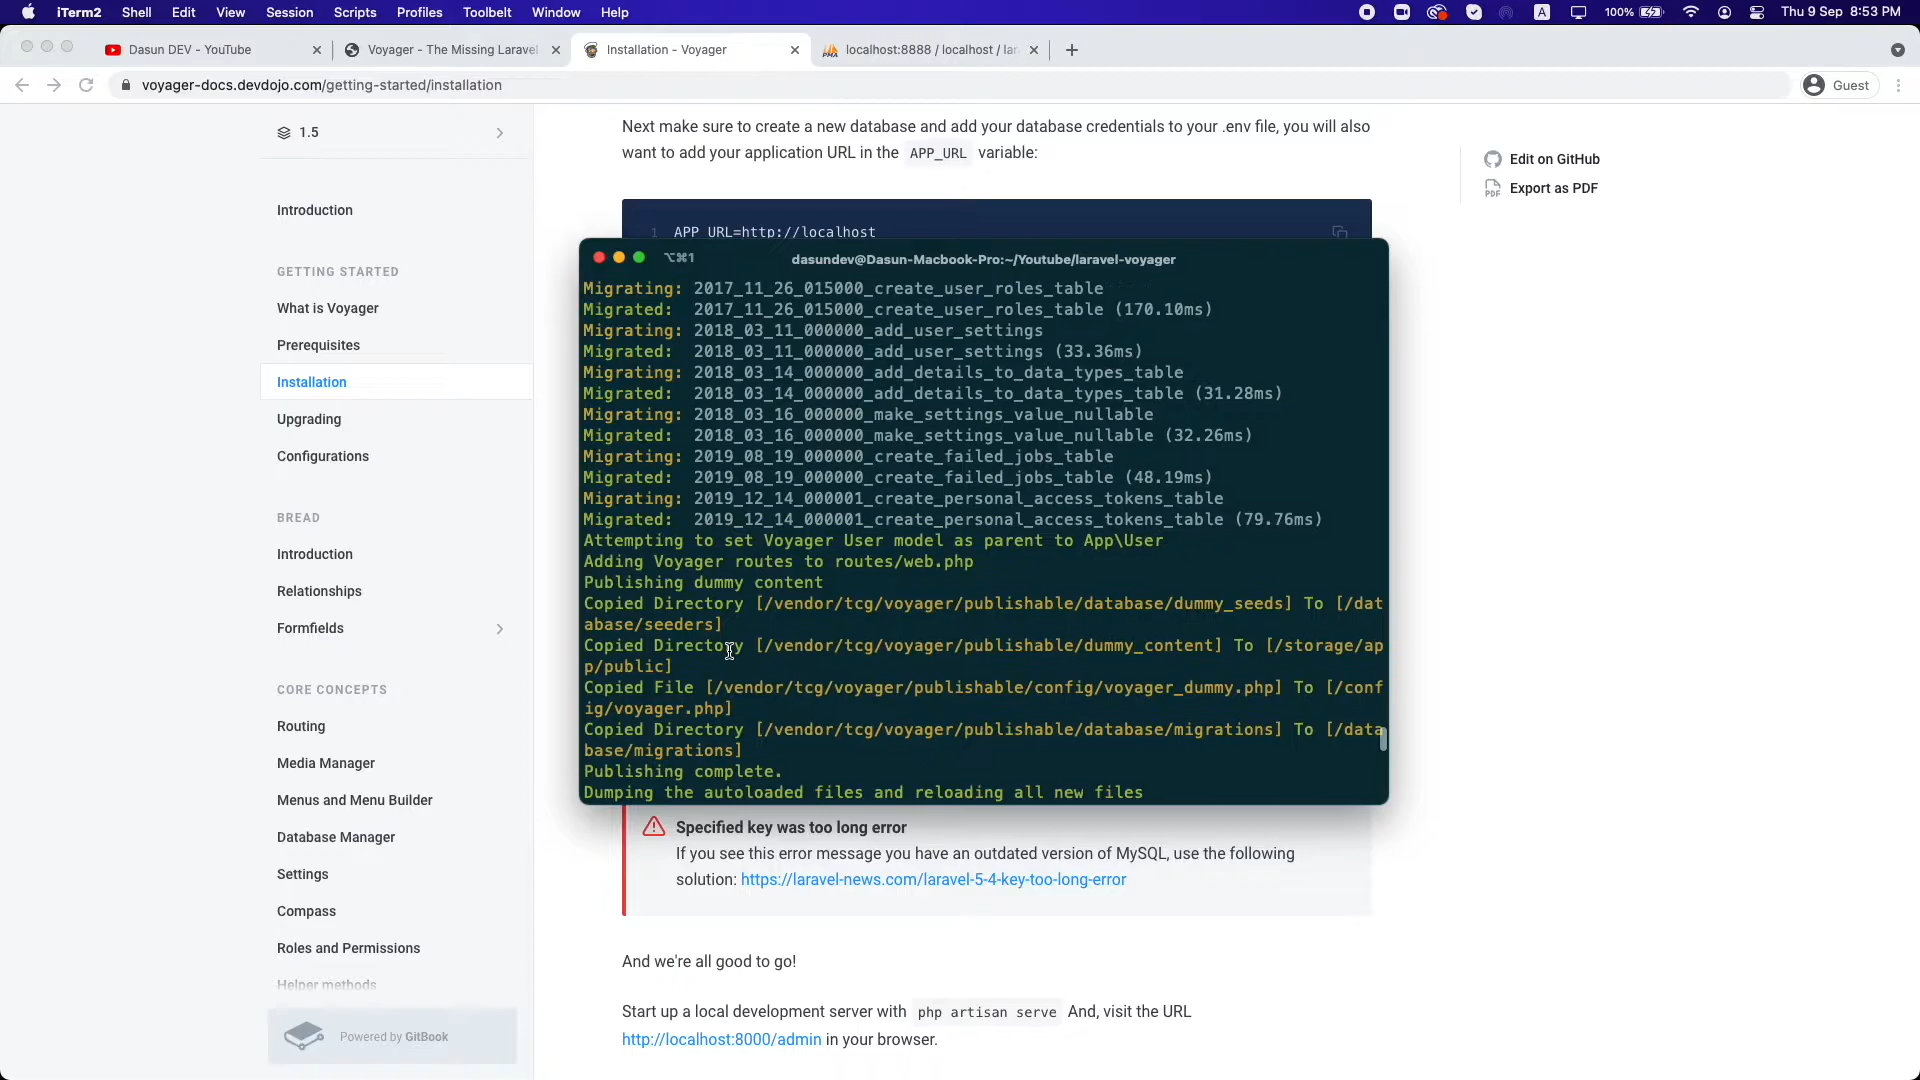 iTerm2 Shell Edit View Session Scripts Profiles Toolbelt Window Help A 100% Thu 9 Sep 8:53 PM
Dasun DEV - YouTube Voyager - The Missing Laravel Installation - Voyager localhost:8888 / localhost / lar
voyager-docs.devdojo.com/getting-started/installation Guest
1.5
Introduction
GETTING STARTED
What is Voyager
Prerequisites
Installation
Upgrading
Configurations
BREAD
Introduction
Relationships
Formfields
CORE CONCEPTS
Routing
Media Manager
Menus and Menu Builder
Database Manager
Settings
Compass
Roles and Permissions
Helper methods
Powered by GitBook
Next make sure to create a new database and add your database credentials to your .env file, you will also
want to add your application URL in the APP_URL variable:
1 APP_URL=http://localhost
⌥⌘1 dasundev@Dasun-Macbook-Pro:~/Youtube/laravel-voyager
Migrating: 2017_11_26_015000_create_user_roles_table
Migrated: 2017_11_26_015000_create_user_roles_table (170.10ms)
Migrating: 2018_03_11_000000_add_user_settings
Migrated: 2018_03_11_000000_add_user_settings (33.36ms)
Migrating: 2018_03_14_000000_add_details_to_data_types_table
Migrated: 2018_03_14_000000_add_details_to_data_types_table (31.28ms)
Migrating: 2018_03_16_000000_make_settings_value_nullable
Migrated: 2018_03_16_000000_make_settings_value_nullable (32.26ms)
Migrating: 2019_08_19_000000_create_failed_jobs_table
Migrated: 2019_08_19_000000_create_failed_jobs_table (48.19ms)
Migrating: 2019_12_14_000001_create_personal_access_tokens_table
Migrated: 2019_12_14_000001_create_personal_access_tokens_table (79.76ms)
Attempting to set Voyager User model as parent to App\User
Adding Voyager routes to routes/web.php
Publishing dummy content
Copied Directory [/vendor/tcg/voyager/publishable/database/dummy_seeds] To [/dat
abase/seeders]
Copied Directory [/vendor/tcg/voyager/publishable/dummy_content] To [/storage/ap
p/public]
Copied File [/vendor/tcg/voyager/publishable/config/voyager_dummy.php] To [/conf
ig/voyager.php]
Copied Directory [/vendor/tcg/voyager/publishable/database/migrations] To [/data
base/migrations]
Publishing complete.
Dumping the autoloaded files and reloading all new files
Specified key was too long error
If you see this error message you have an outdated version of MySQL, use the following
solution: https://laravel-news.com/laravel-5-4-key-too-long-error
And we're all good to go!
Start up a local development server with php artisan serve And, visit the URL
http://localhost:8000/admin in your browser.
Edit on GitHub
PDF Export as PDF